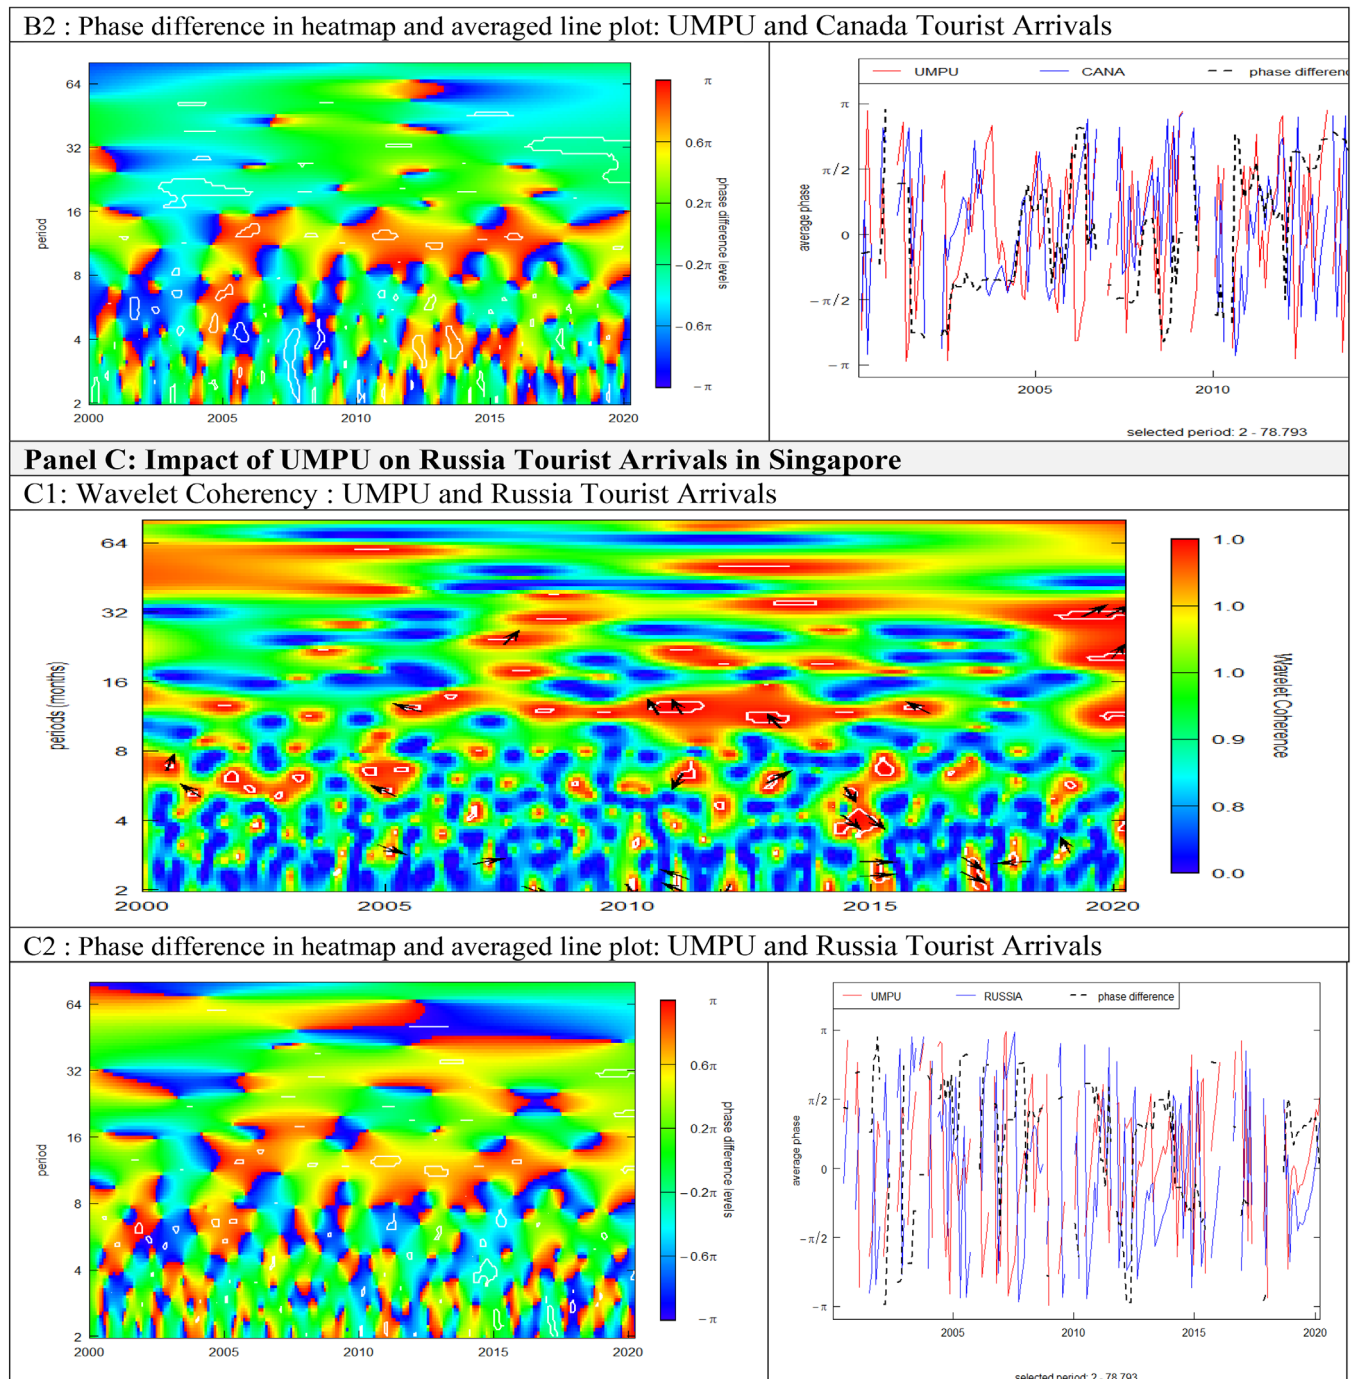 B2 : Phase difference in heatmap and averaged line plot: UMPU and Canada Tourist Arrivals
64
32
16
8
4
2
period
2000
2005
2010
2015
2020
π
0.6π
0.2π
−0.2π
−0.6π
−π
phase difference levels
UMPU
CANA
phase differenc
π
π/2
0
−π/2
−π
average phase
2005
2010
selected period: 2 - 78.793
Panel C: Impact of UMPU on Russia Tourist Arrivals in Singapore
C1: Wavelet Coherency : UMPU and Russia Tourist Arrivals
64
32
16
8
4
2
periods (months)
2000
2005
2010
2015
2020
1.0
1.0
1.0
0.9
0.8
0.0
Wavelet Coherence
C2 : Phase difference in heatmap and averaged line plot: UMPU and Russia Tourist Arrivals
64
32
16
8
4
2
period
2000
2005
2010
2015
2020
π
0.6π
0.2π
−0.2π
−0.6π
−π
phase difference levels
UMPU
RUSSIA
phase difference
π
π/2
0
−π/2
−π
average phase
2005
2010
2015
2020
selected period: 2 - 78.793